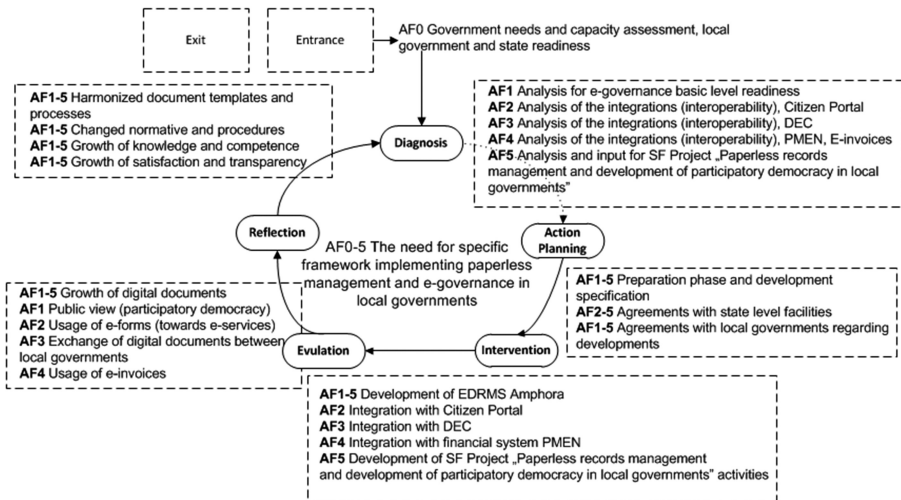 Exit
Entrance
AF0 Government needs and capacity assessment, local
government and state readiness
AF1-5 Harmonized document templates and
processes
AF1-5 Changed normative and procedures
AF1-5 Growth of knowledge and competence
AF1-5 Growth of satisfaction and transparency
Diagnosis
AF1 Analysis for e-governance basic level readiness
AF2 Analysis of the integrations (interoperability), Citizen Portal
AF3 Analysis of the integrations (interoperability), DEC
AF4 Analysis of the integrations (interoperability), PMEN, E-invoices
AF5 Analysis and input for SF Project „Paperless records
management and development of participatory democracy in local
governments”
Reflection
Action
Planning
AF0-5 The need for specific
framework implementing paperless
management and e-governance in
local governments
AF1-5 Growth of digital documents
AF1 Public view (participatory democracy)
AF2 Usage of e-forms (towards e-services)
AF3 Exchange of digital documents between
local governments
AF4 Usage of e-invoices
AF1-5 Preparation phase and development
specification
AF2-5 Agreements with state level facilities
AF1-5 Agreements with local governments regarding
developments
Evulation
Intervention
AF1-5 Development of EDRMS Amphora
AF2 Integration with Citizen Portal
AF3 Integration with DEC
AF4 Integration with financial system PMEN
AF5 Development of SF Project „Paperless records management
and development of participatory democracy in local governments” activities